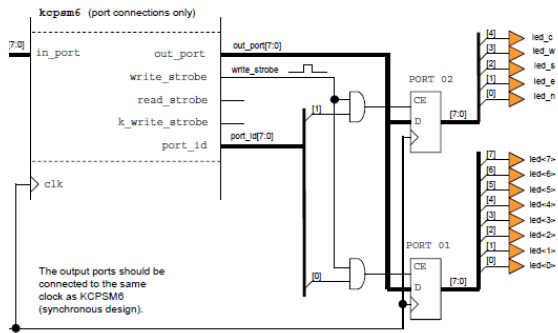 kcpsm6 (port connections only)
[7:0]
in_port
out_port
out_port[7:0]
write_strobe
write_strobe
read_strobe
k_write_strobe
port_id
port_id[7:0]
clk
[1]
[0]
PORT 02
CE
D
[7:0]
[4]
[3]
[2]
[1]
[0]
led_c
led_w
led_s
led_e
led_n
PORT 01
CE
D
[7:0]
[7]
[6]
[5]
[4]
[3]
[2]
[1]
[0]
led<7>
led<6>
led<5>
led<4>
led<3>
led<2>
led<1>
led<0>
The output ports should be
connected to the same
clock as KCPSM6
(synchronous design).